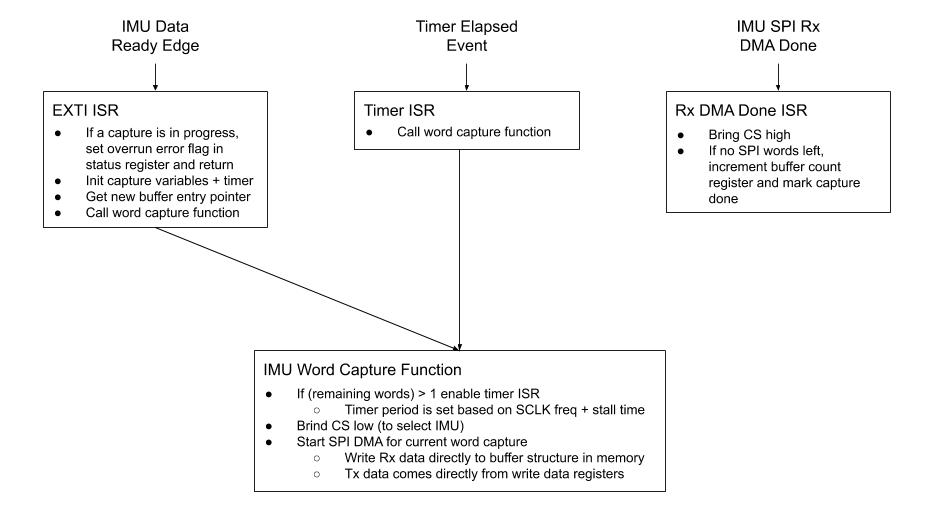 IMU Data
Ready Edge
Timer Elapsed
Event
IMU SPI Rx
DMA Done
EXTI ISR
● If a capture is in progress,
set overrun error flag in
status register and return
● Init capture variables + timer
● Get new buffer entry pointer
● Call word capture function
Timer ISR
● Call word capture function
Rx DMA Done ISR
● Bring CS high
● If no SPI words left,
increment buffer count
register and mark capture
done
IMU Word Capture Function
● If (remaining words) > 1 enable timer ISR
○ Timer period is set based on SCLK freq + stall time
● Brind CS low (to select IMU)
● Start SPI DMA for current word capture
○ Write Rx data directly to buffer structure in memory
○ Tx data comes directly from write data registers